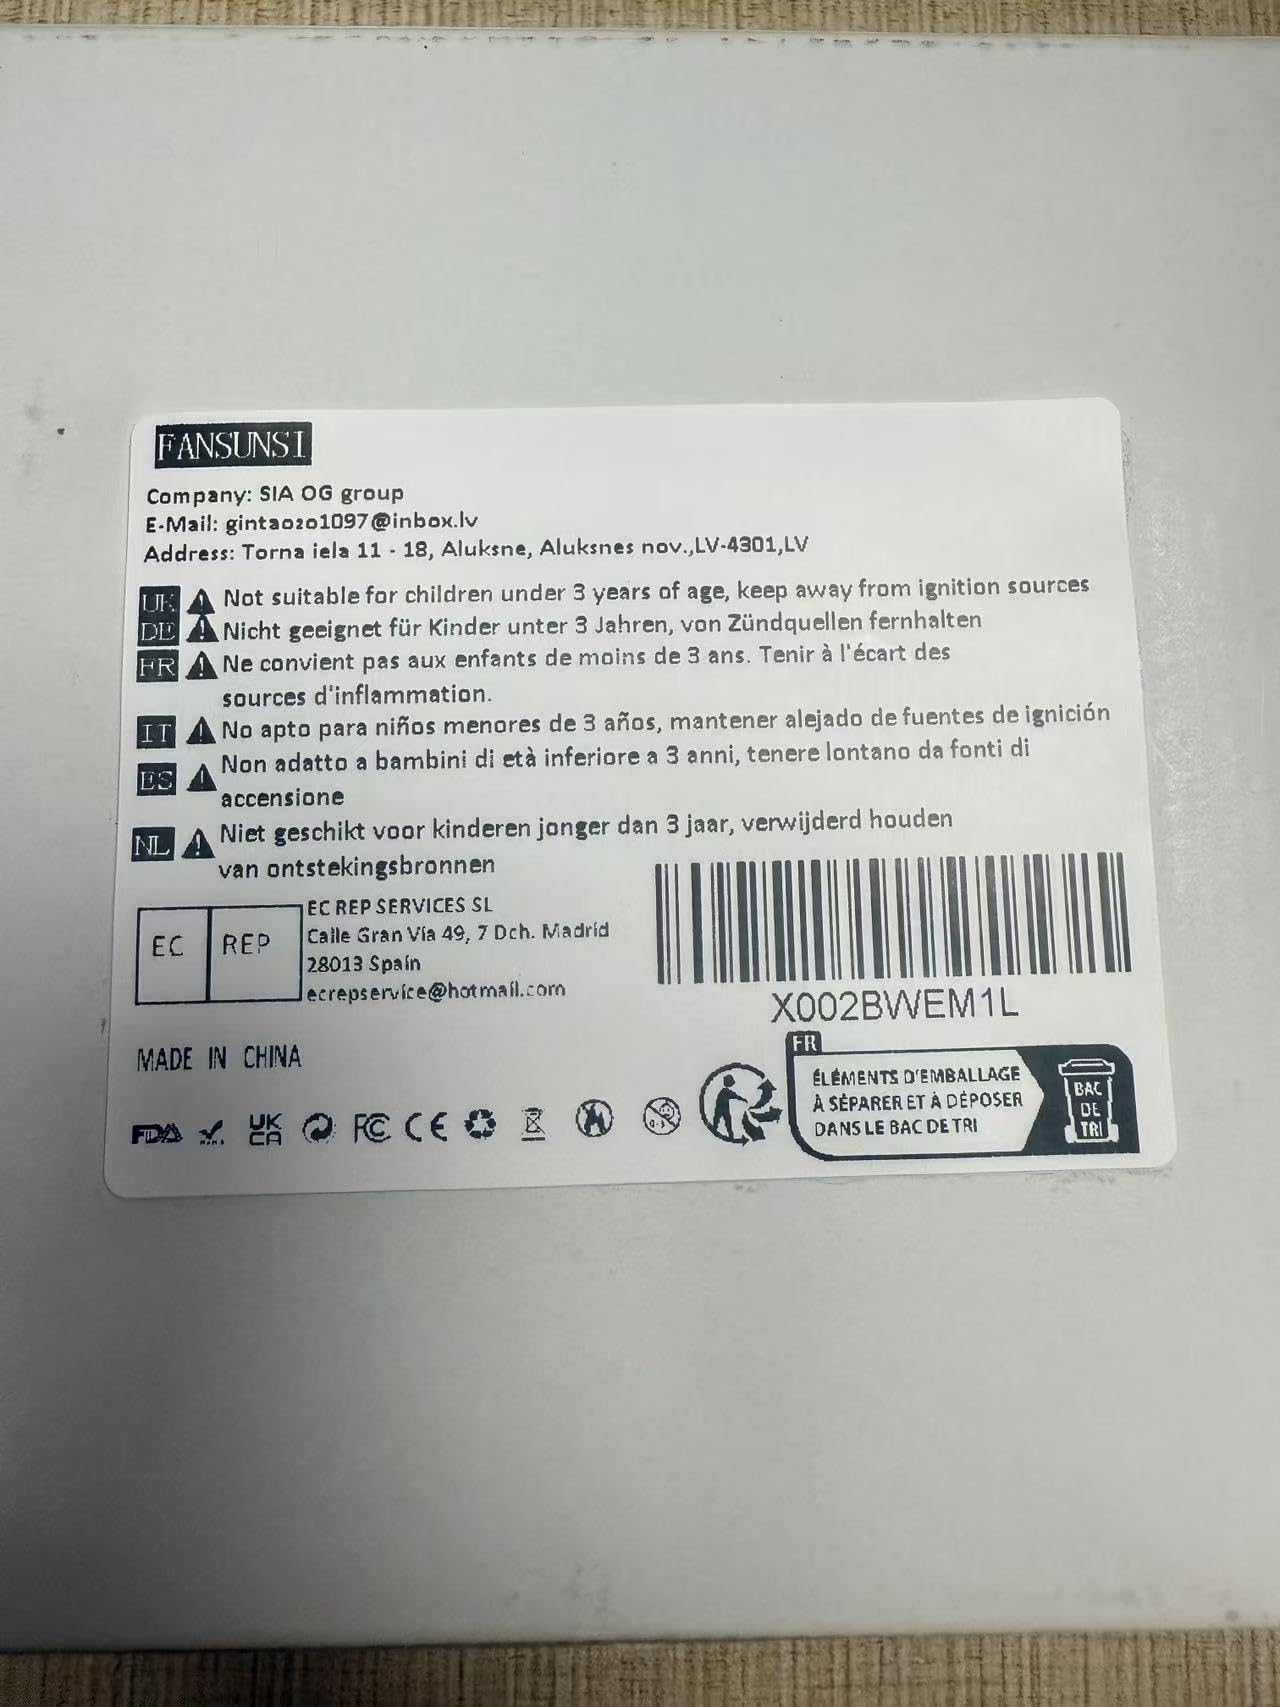 FANSUNSI
Company: SIA OG group
E-Mail: gintao2o1097@inbox.lv
Address: Torna iela 11 - 18, Aluksne, Aluksnes nov.,LV-4301,LV
UK Not suitable for children under 3 years of age, keep away from ignition sources
DE Nicht geeignet für Kinder unter 3 Jahren, von Zündquellen fernhalten
FR Ne convient pas aux enfants de moins de 3 ans. Tenir à l'écart des
sources d'inflammation.
IT No apto para niños menores de 3 años, mantener alejado de fuentes de ignición
ES Non adatto a bambini di età inferiore a 3 anni, tenere lontano da fonti di
accensione
NL Niet geschikt voor kinderen jonger dan 3 jaar, verwijderd houden
van ontstekingsbronnen
EC REP
EC REP SERVICES SL
Calle Gran Vía 49, 7 Dch. Madrid
28013 Spain
ecrepservice@hotmail.com
X002BWEM1L
MADE IN CHINA
FR
ÉLÉMENTS D'EMBALLAGE
À SÉPARER ET À DÉPOSER
DANS LE BAC DE TRI
BAC
DE
TRI
FDA UK CA FC CE 0-3